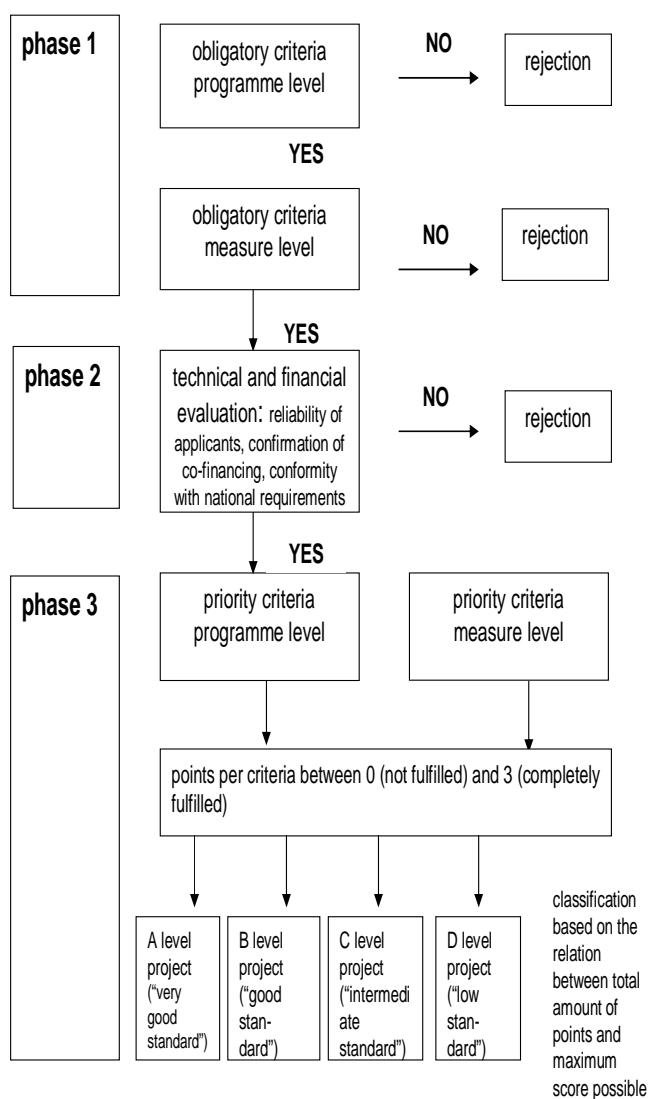 phase 1
obligatory criteria
programme level
NO
rejection
YES
obligatory criteria
measure level
NO
rejection
YES
phase 2
technical and financial
evaluation: reliability of
applicants, confirmation of
co-financing, conformity
with national requirements
NO
rejection
YES
phase 3
priority criteria
programme level
priority criteria
measure level
points per criteria between 0 (not fulfilled) and 3 (completely
fulfilled)
A level
project
(“very
good
standard”)
B level
project
(“good
stan-
dard”)
C level
project
(“intermedi
ate
standard”)
D level
project
(“low
stan-
dard”)
classification
based on the
relation
between total
amount of
points and
maximum
score possible